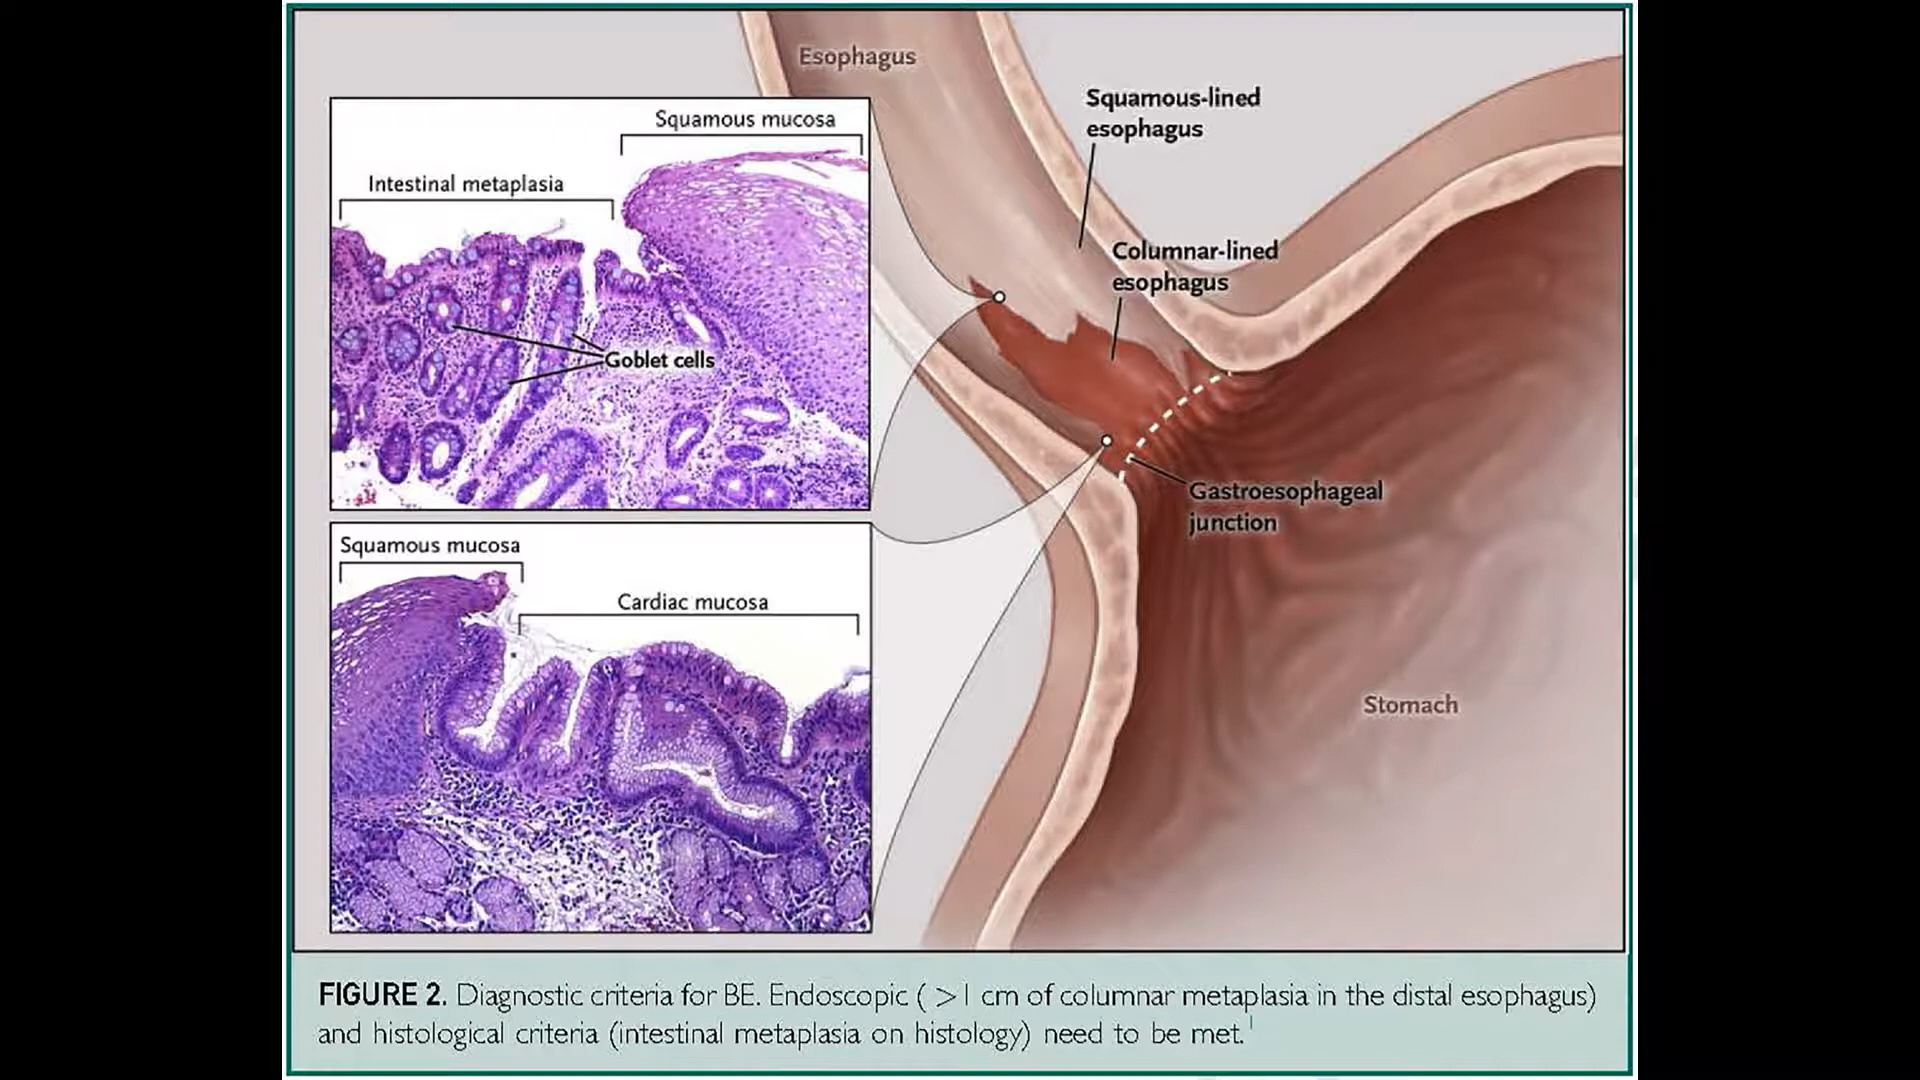 Esophagus
Squamous-lined
esophagus
Squamous mucosa
Intestinal metaplasia
Goblet cells
Columnar-lined
esophagus
Gastroesophageal
junction
Squamous mucosa
Cardiac mucosa
Stomach
FIGURE 2. Diagnostic criteria for BE. Endoscopic ( >1 cm of columnar metaplasia in the distal esophagus)
and histological criteria (intestinal metaplasia on histology) need to be met.1